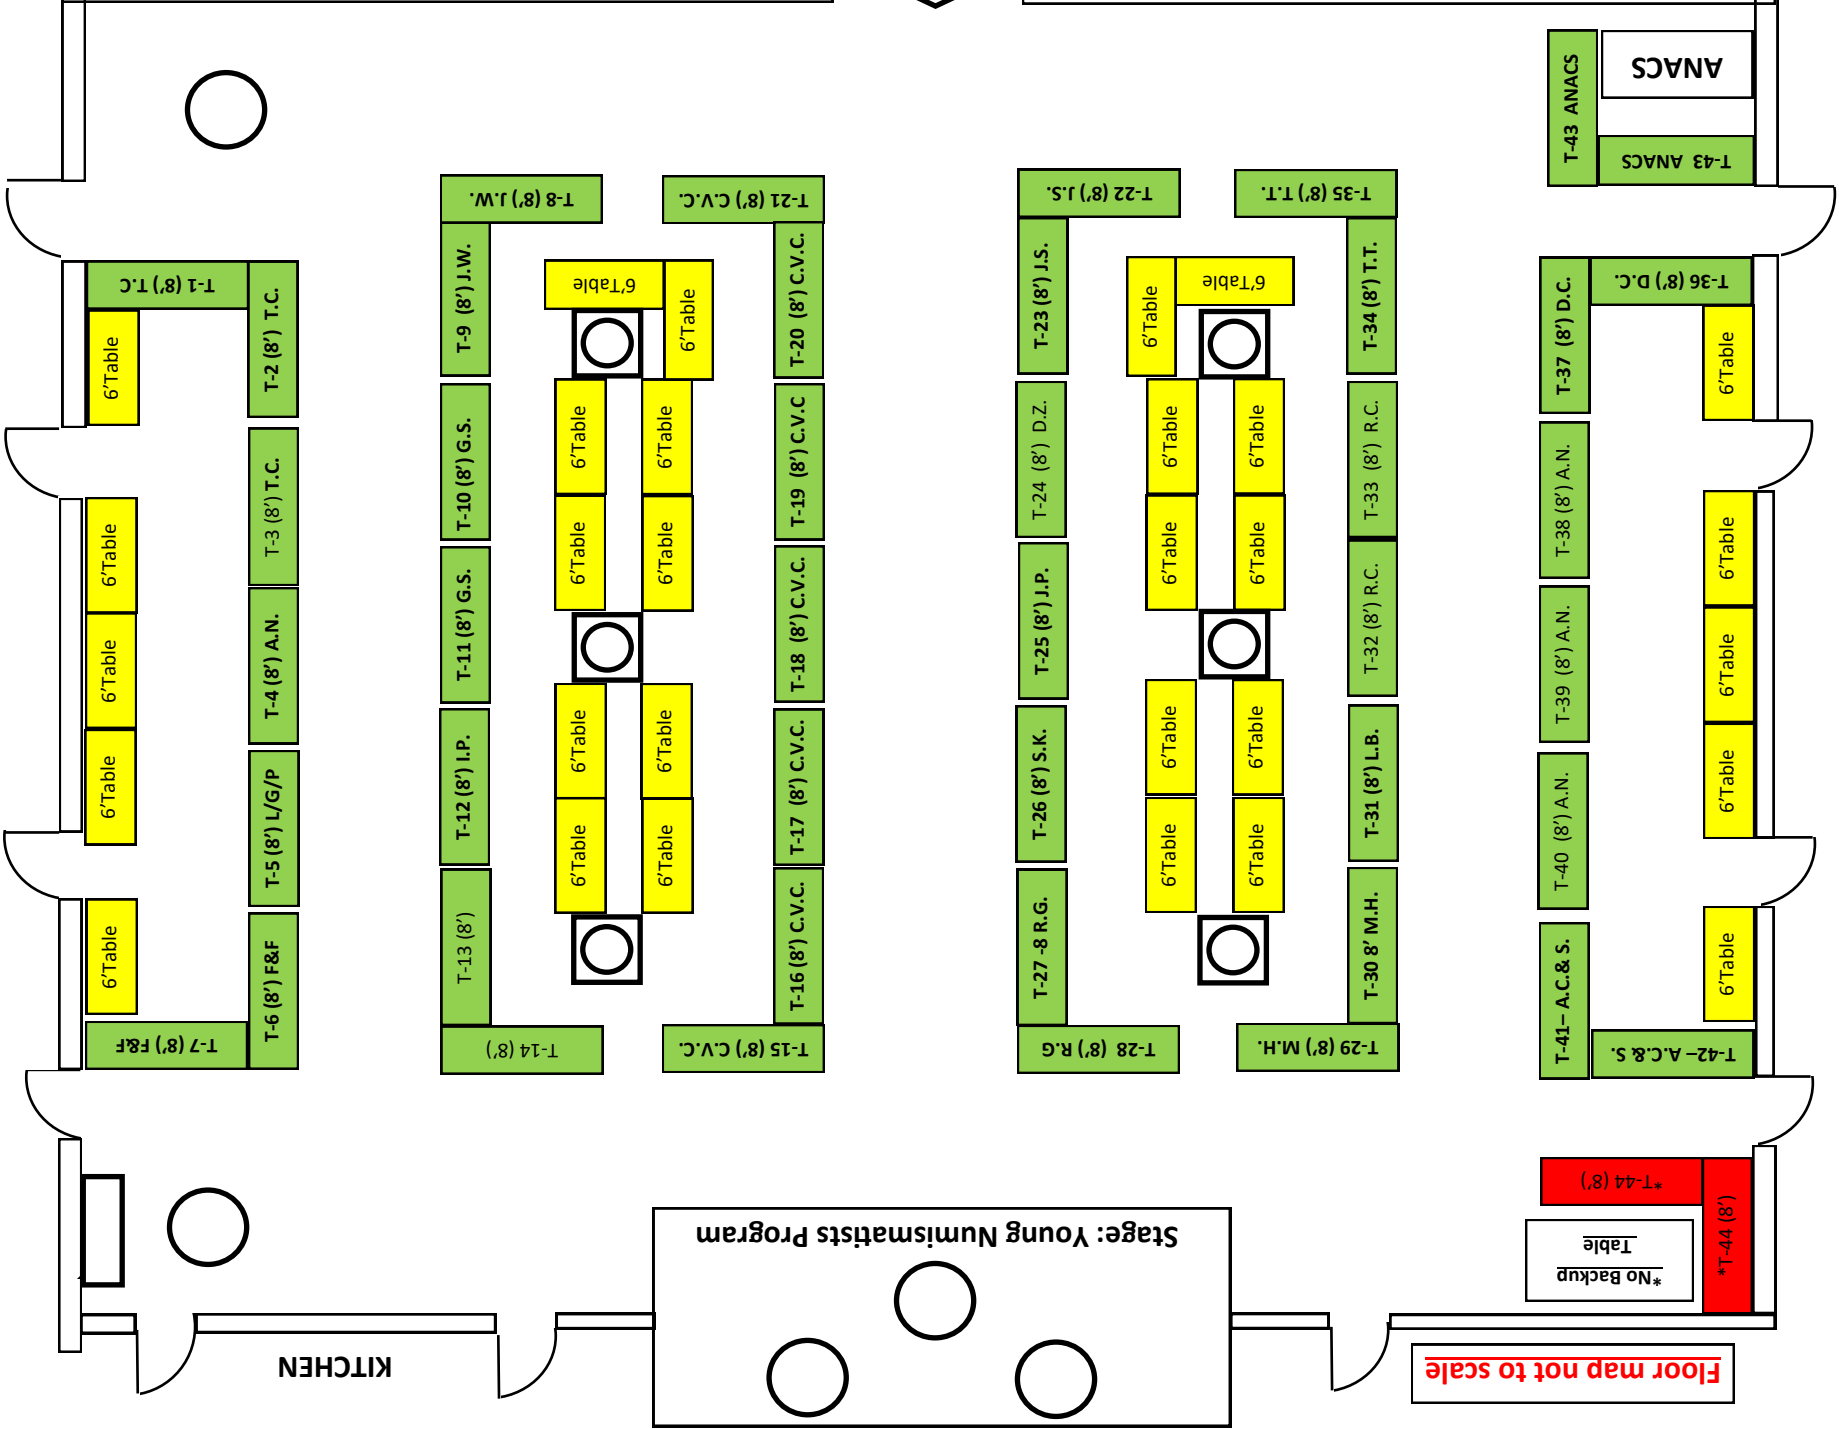 ANACS
T-43 ANACS
T-43 ANACS
T-8 (8') J.W.
T-21 (8') C.V.C.
T-22 (8') J.S.
T-35 (8') T.T.
T-1 (8') T.C
T-2 (8') T.C.
6'Table
T-3 (8') T.C.
6'Table
T-4 (8') A.N.
6'Table
T-5 (8') L/G/P
6'Table
T-6 (8') F&F
6'Table
T-7 (8') F&F
T-9 (8') J.W.
T-10 (8') G.S.
T-11 (8') G.S.
T-12 (8') I.P.
T-13 (8')
T-14 (8')
6'Table
6'Table
6'Table
6'Table
6'Table
6'Table
6'Table
6'Table
6'Table
6'Table
T-20 (8') C.V.C.
T-19 (8') C.V.C
T-18 (8') C.V.C.
T-17 (8') C.V.C.
T-16 (8') C.V.C.
T-15 (8') C.V.C.
T-23 (8') J.S.
T-24 (8') D.Z.
T-25 (8') J.P.
T-26 (8') S.K.
T-27 -8 R.G.
T-28 (8') R.G
6'Table
6'Table
6'Table
6'Table
6'Table
6'Table
6'Table
6'Table
6'Table
6'Table
T-34 (8') T.T.
T-33 (8') R.C.
T-32 (8') R.C.
T-31 (8') L.B.
T-30 8' M.H.
T-29 (8') M.H.
T-36 (8') D.C.
T-37 (8') D.C.
T-38 (8') A.N.
T-39 (8') A.N.
T-40 (8') A.N.
T-41– A.C.& S.
T-42– A.C.& S.
6'Table
6'Table
6'Table
6'Table
6'Table
*T-44 (8')
*T-44 (8')
*No Backup
Table
Stage: Young Numismatists Program
KITCHEN
Floor map not to scale